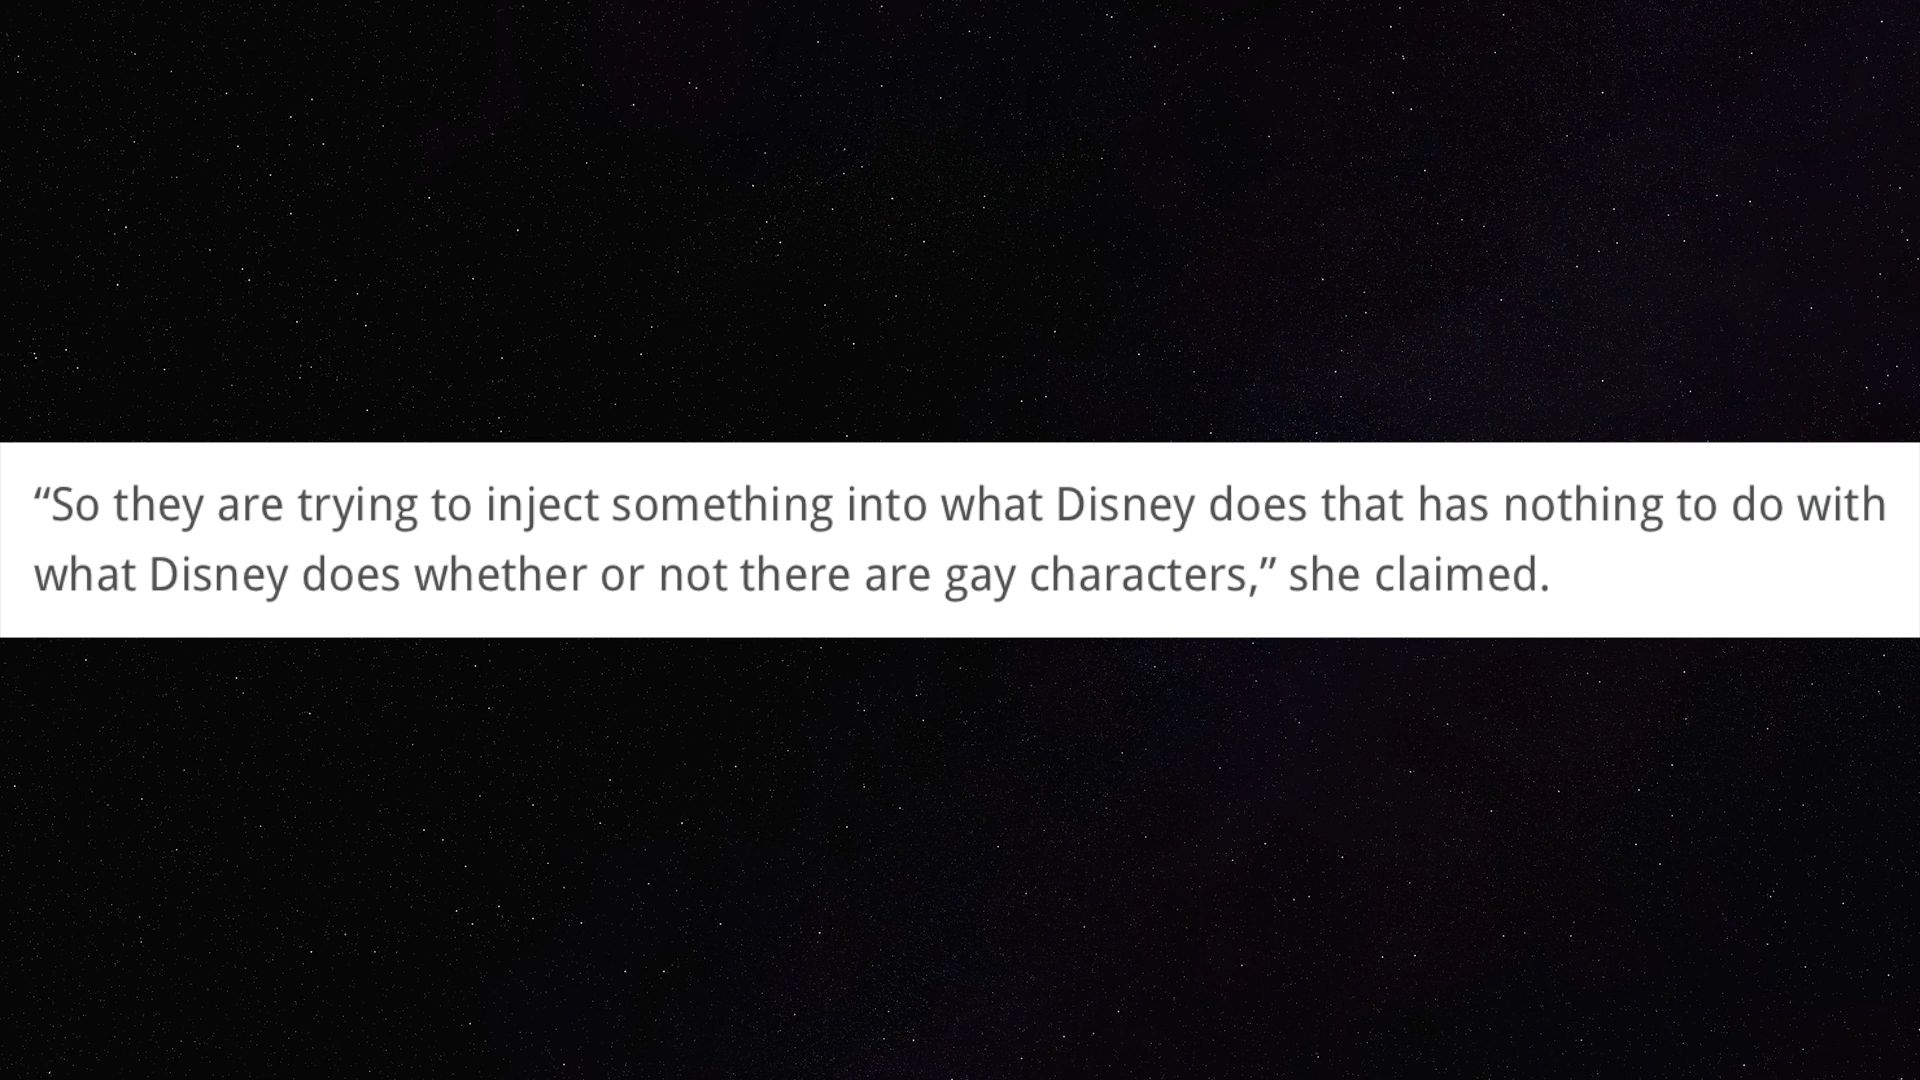 “So they are trying to inject something into what Disney does that has nothing to do with
what Disney does whether or not there are gay characters,” she claimed.